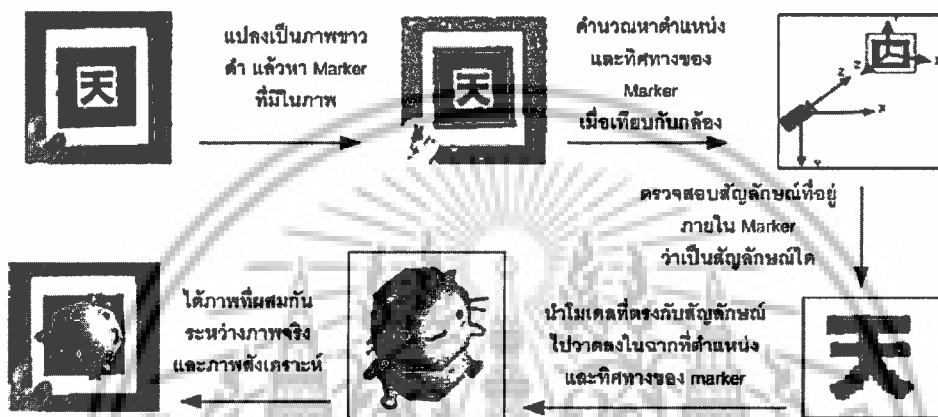 天
แปลงเป็นภาพขาว
ดำ แล้วหา Marker
ที่มีในภาพ
天
คำนวณหาตำแหน่ง
และทิศทางของ
Marker
เมื่อเทียบกับกล้อง
Y
X
Z
Z
X
Y
ตรวจสอบสัญลักษณ์ที่อยู่
ภายใน Marker
ว่าเป็นสัญลักษณ์ใด
天
นำโมเดลที่ตรงกับสัญลักษณ์
ไปวาดลงในฉากที่ตำแหน่ง
และทิศทางของ marker
ได้ภาพที่ผสมกัน
ระหว่างภาพจริง
และภาพสังเคราะห์